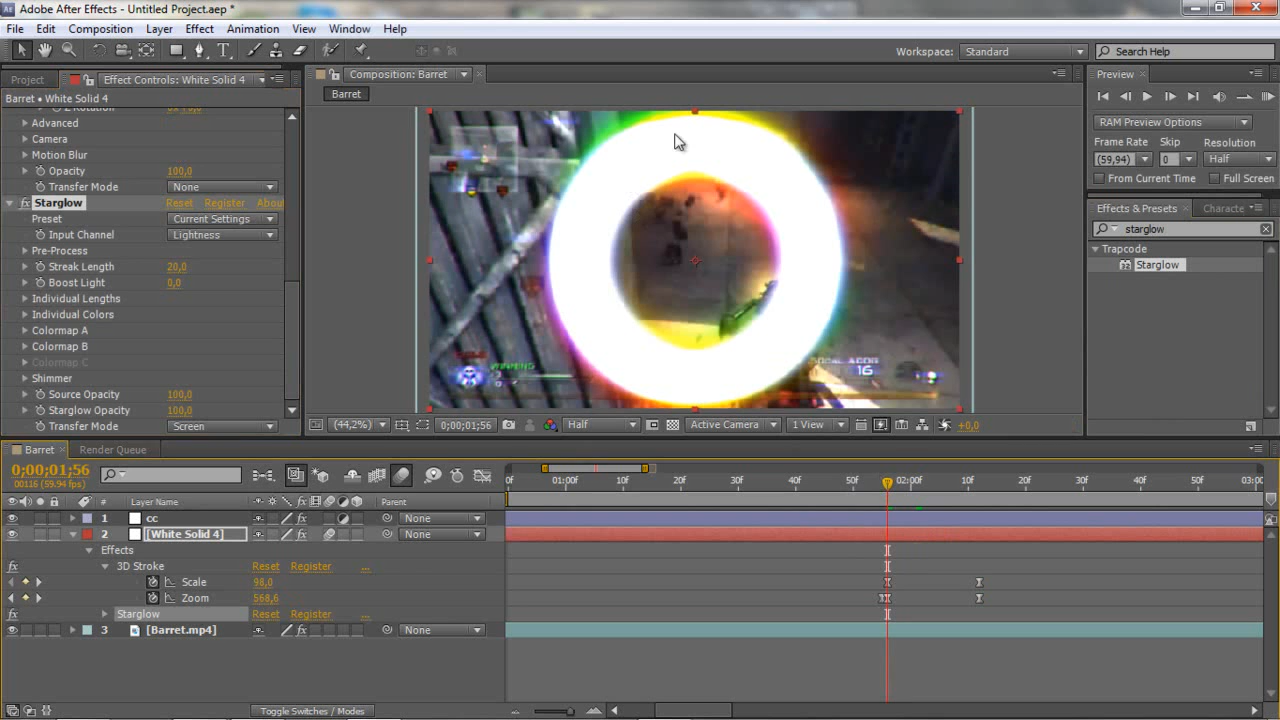 Adobe After Effects - Untitled Project.aep *
File Edit Composition Layer Effect Animation View Window Help
Workspace: Standard Search Help
Project Effect Controls: White Solid 4 Composition: Barret Preview
Barret • White Solid 4 Barret
RAM Preview Options
Advanced
Camera
Motion Blur
Opacity 100,0
Transfer Mode None
Starglow Reset Register Abou
Preset Current Settings
Input Channel Lightness
Pre-Process
Streak Length 20,0
Boost Light 0,0
Individual Lengths
Individual Colors
Colormap A
Colormap B
Colormap C
Shimmer
Source Opacity 100,0
Starglow Opacity 100,0
Transfer Mode Screen
WINNING
16
(44,2%) 0;00;01;56 Half Active Camera 1 View +0,0
Frame Rate Skip Resolution
(59,94) 0 Half
From Current Time Full Screen
Effects & Presets Characte
starglow
Trapcode
Starglow
Barret Render Queue
0;00;01;56
00116 (59.94 fps)
0f 01:00f 10f 20f 30f 40f 50f 02:00f 10f 20f 30f 40f 50f 03:00
# Layer Name Parent
1 cc None
2 [White Solid 4] None
Effects
3D Stroke Reset Register ...
Scale 98,0
Zoom 568,6
Starglow Reset Register ...
3 [Barret.mp4] None
Toggle Switches / Modes